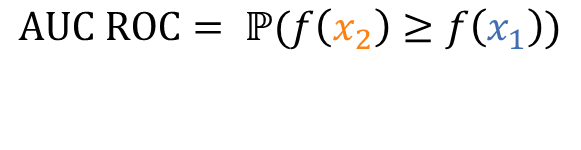 AUC ROC = ℙ(𝑓(𝑥₂) ≥ 𝑓(𝑥₁))